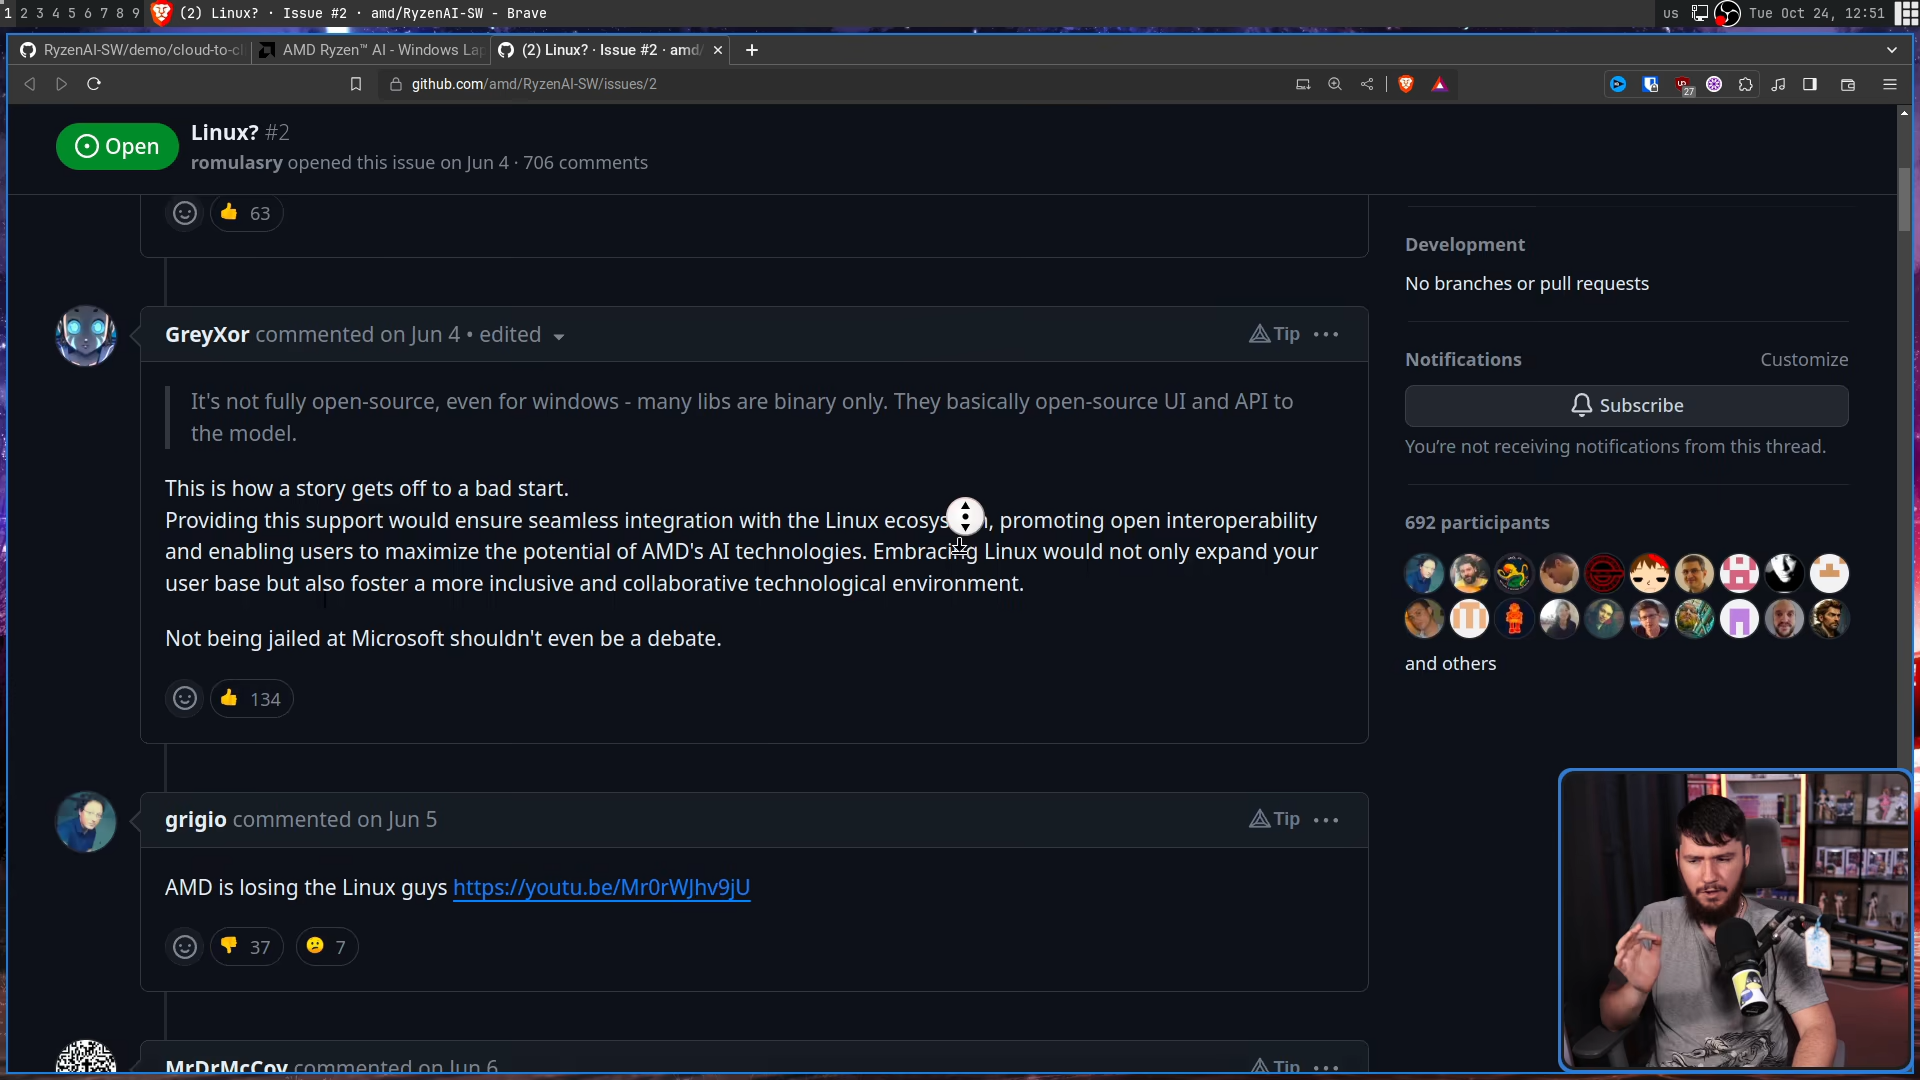 1 2 3 4 5 6 7 8 9 (2) Linux? · Issue #2 · amd/RyzenAI-SW - Brave
us Tue Oct 24, 12:51
RyzenAI-SW/demo/cloud-to-cl
AMD Ryzen™ AI - Windows Lap
(2) Linux? · Issue #2 · amd/
github.com/amd/RyzenAI-SW/issues/2
27
Open
Linux? #2
romulasry opened this issue on Jun 4 · 706 comments
63
GreyXor commented on Jun 4 • edited
Tip
It's not fully open-source, even for windows - many libs are binary only. They basically open-source UI and API to
the model.
This is how a story gets off to a bad start.
Providing this support would ensure seamless integration with the Linux ecosystem, promoting open interoperability
and enabling users to maximize the potential of AMD's AI technologies. Embracing Linux would not only expand your
user base but also foster a more inclusive and collaborative technological environment.
Not being jailed at Microsoft shouldn't even be a debate.
134
grigio commented on Jun 5
Tip
AMD is losing the Linux guys https://youtu.be/Mr0rWJhv9jU
37
7
MrDrMcCoy commented on Jun 6
Tip
Development
No branches or pull requests
Notifications
Customize
Subscribe
You're not receiving notifications from this thread.
692 participants
and others